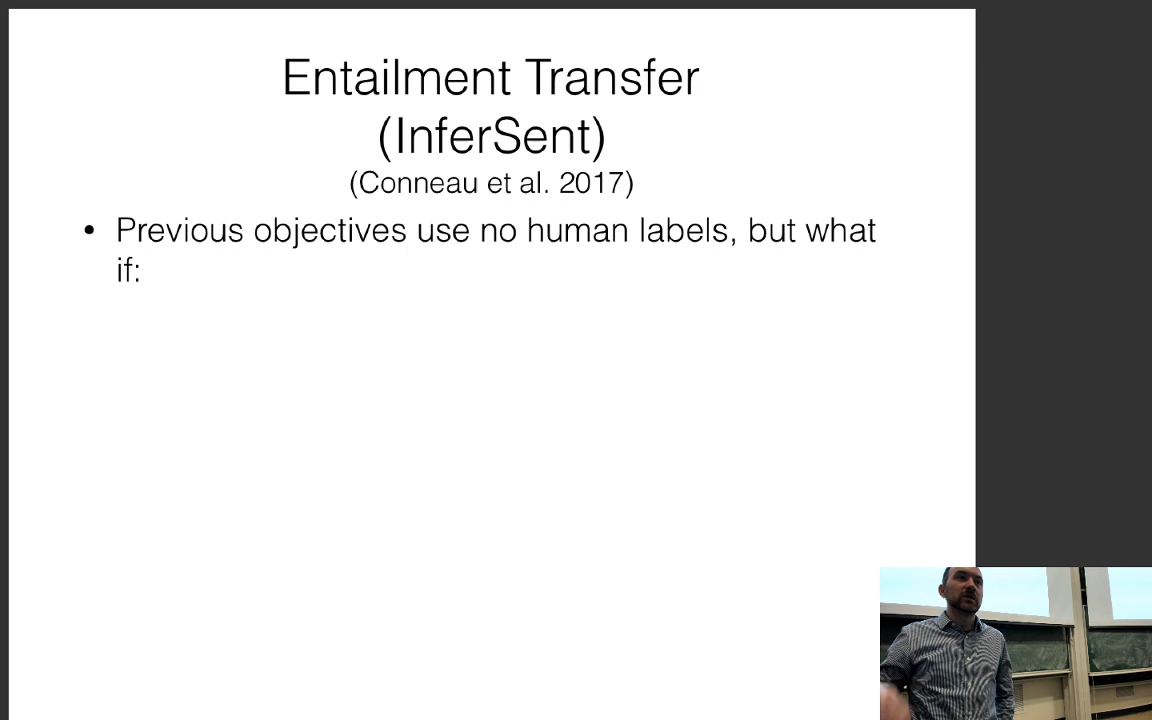 Entailment Transfer
(InferSent)
(Conneau et al. 2017)
• Previous objectives use no human labels, but what
if: